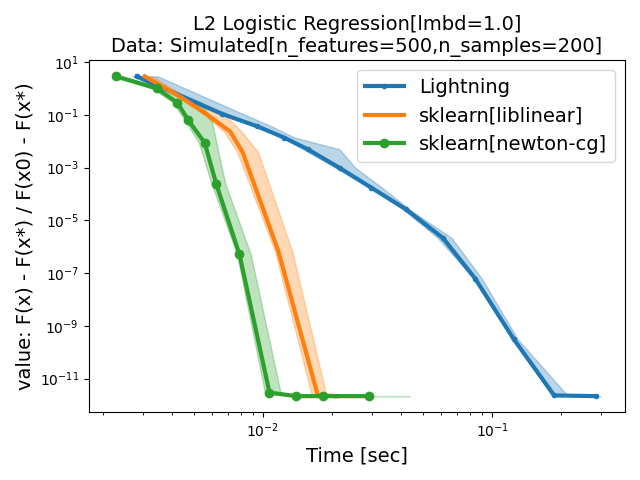 L2 Logistic Regression[lmbd=1.0]
Data: Simulated[n_features=500,n_samples=200]
value: F(x) - F(x*) / F(x0) - F(x*)
10¹
10⁻¹
10⁻³
10⁻⁵
10⁻⁷
10⁻⁹
10⁻¹¹
Lightning
sklearn[liblinear]
sklearn[newton-cg]
10⁻²
10⁻¹
Time [sec]